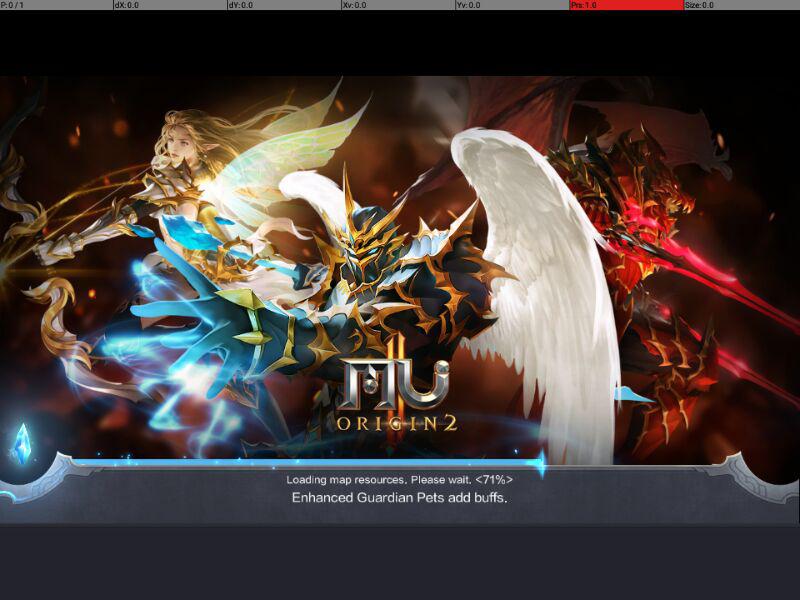 P: 0 / 1 dX: 0.0 dY: 0.0 Xv: 0.0 Yv: 0.0 Prs: 1.0 Size: 0.0
MU
ORIGIN 2
Loading map resources. Please wait. <71%>
Enhanced Guardian Pets add buffs.